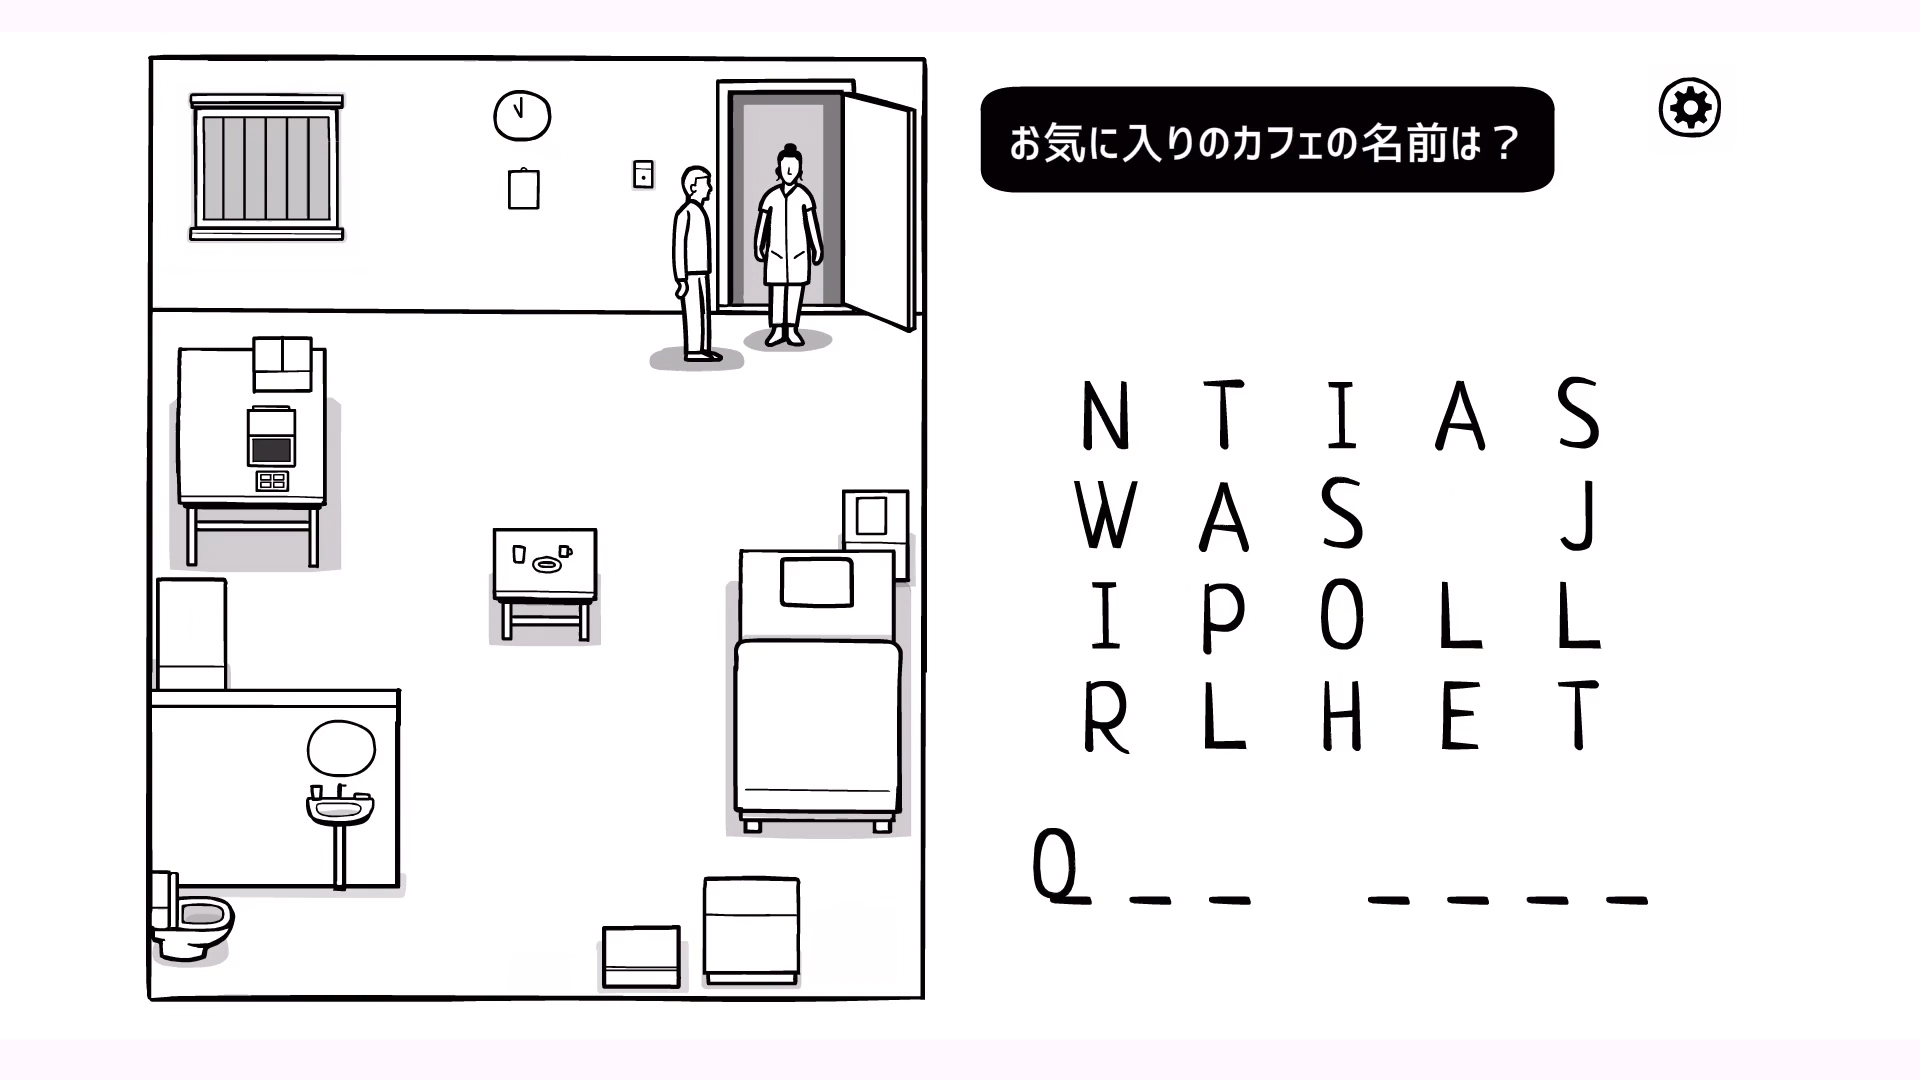 お気に入りのカフェの名前は？
N T I A S
W A S J
I P O L L
R L H E T
Q _ _ _ _ _ _